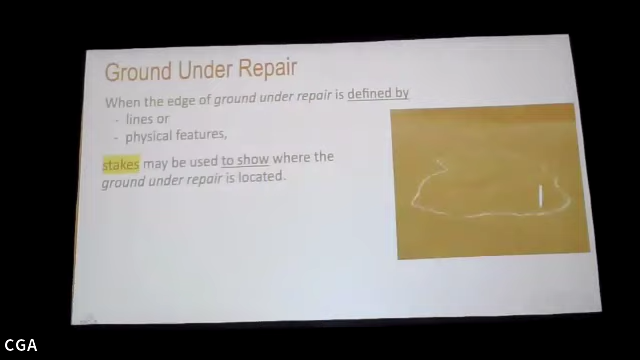 Ground Under Repair
When the edge of ground under repair is defined by
- lines or
- physical features,
stakes may be used to show where the
ground under repair is located.
CGA